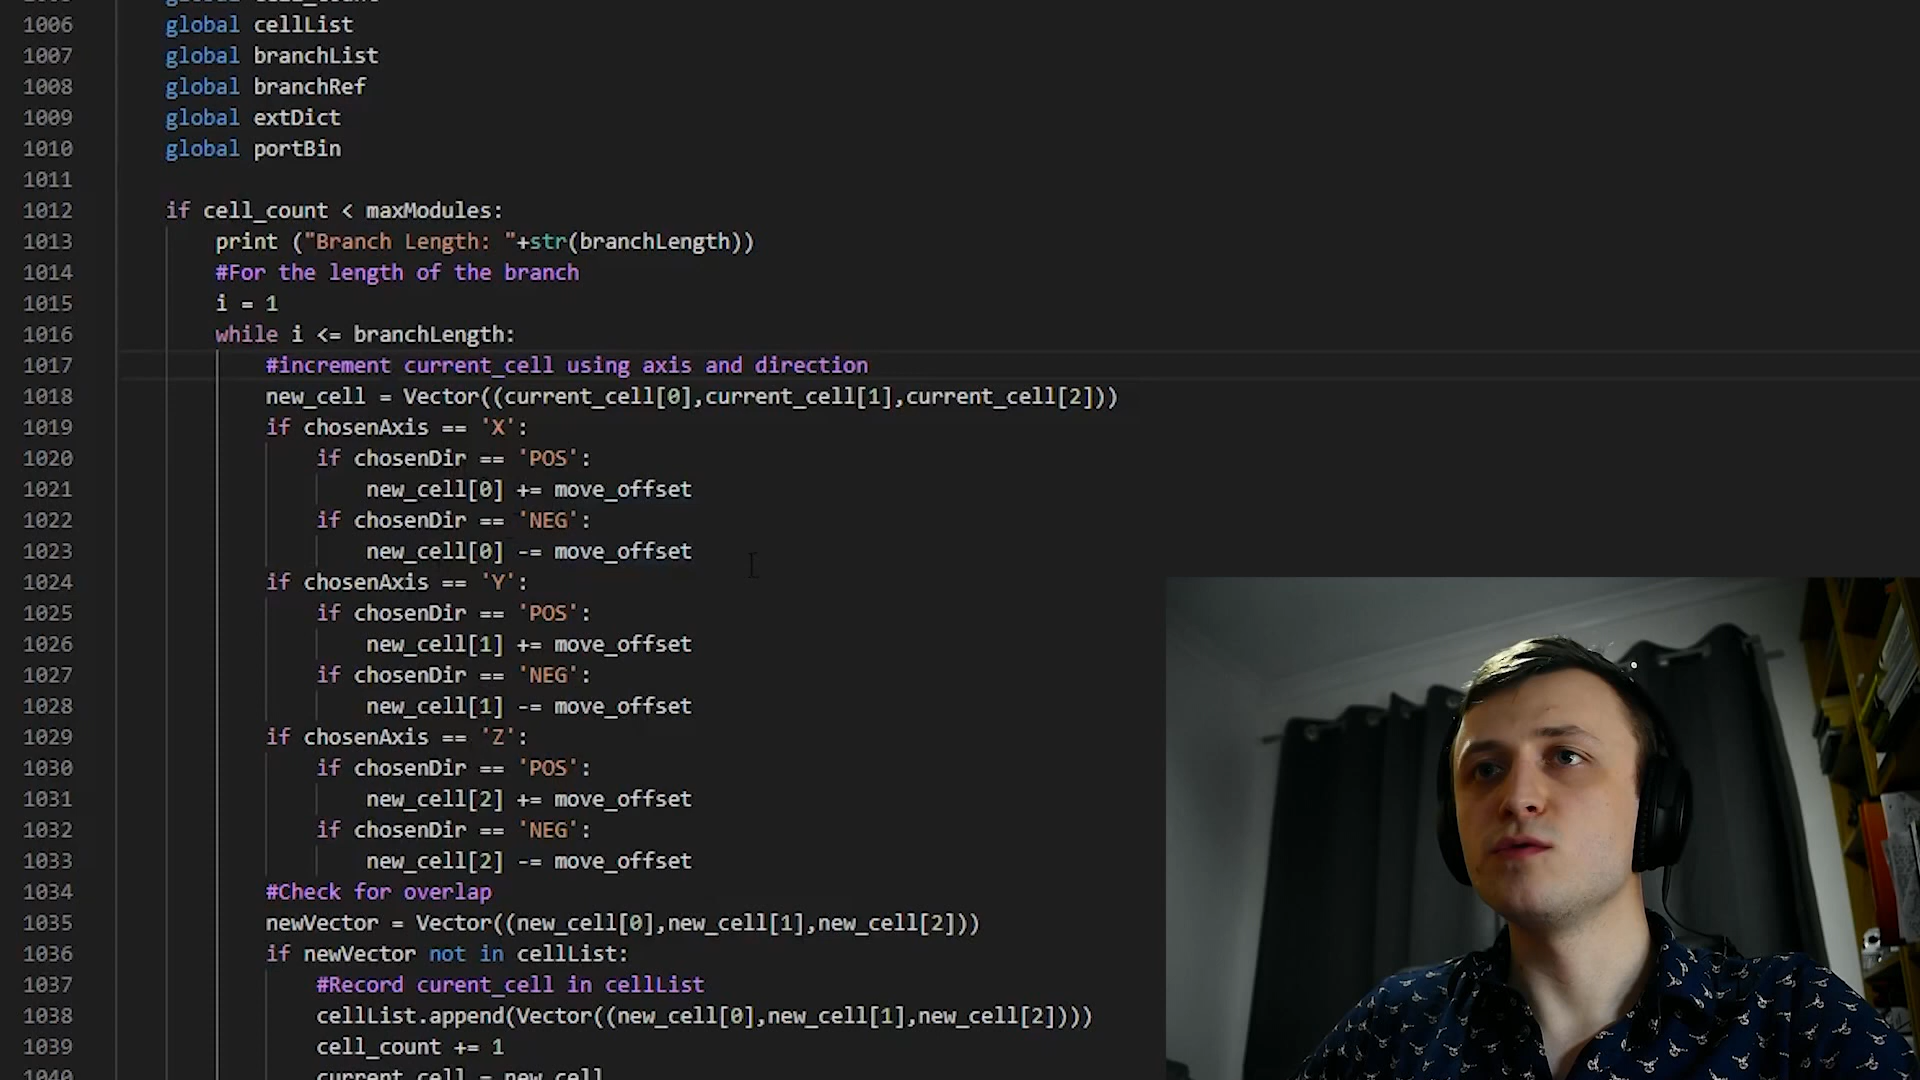 1006 global cellList
1007 global branchList
1008 global branchRef
1009 global extDict
1010 global portBin
1011
1012 if cell_count < maxModules:
1013 print ("Branch Length: "+str(branchLength))
1014 #For the length of the branch
1015 i = 1
1016 while i <= branchLength:
1017 #increment current_cell using axis and direction
1018 new_cell = Vector((current_cell[0],current_cell[1],current_cell[2]))
1019 if chosenAxis == 'X':
1020 if chosenDir == 'POS':
1021 new_cell[0] += move_offset
1022 if chosenDir == 'NEG':
1023 new_cell[0] -= move_offset
1024 if chosenAxis == 'Y':
1025 if chosenDir == 'POS':
1026 new_cell[1] += move_offset
1027 if chosenDir == 'NEG':
1028 new_cell[1] -= move_offset
1029 if chosenAxis == 'Z':
1030 if chosenDir == 'POS':
1031 new_cell[2] += move_offset
1032 if chosenDir == 'NEG':
1033 new_cell[2] -= move_offset
1034 #Check for overlap
1035 newVector = Vector((new_cell[0],new_cell[1],new_cell[2]))
1036 if newVector not in cellList:
1037 #Record curent_cell in cellList
1038 cellList.append(Vector((new_cell[0],new_cell[1],new_cell[2])))
1039 cell_count += 1
1040 current_cell = new_cell